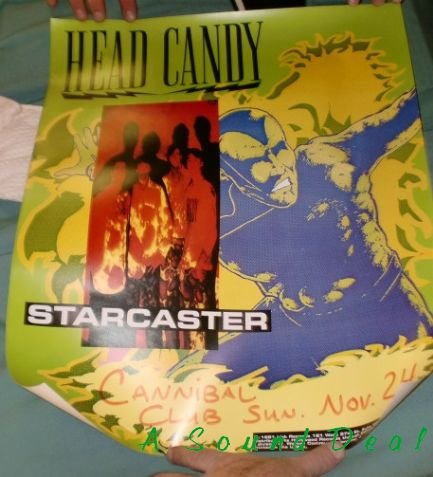 HEAD CANDY
STARCASTER
CANNIBAL
CLUB SUN. NOV. 24
A Sound Deal